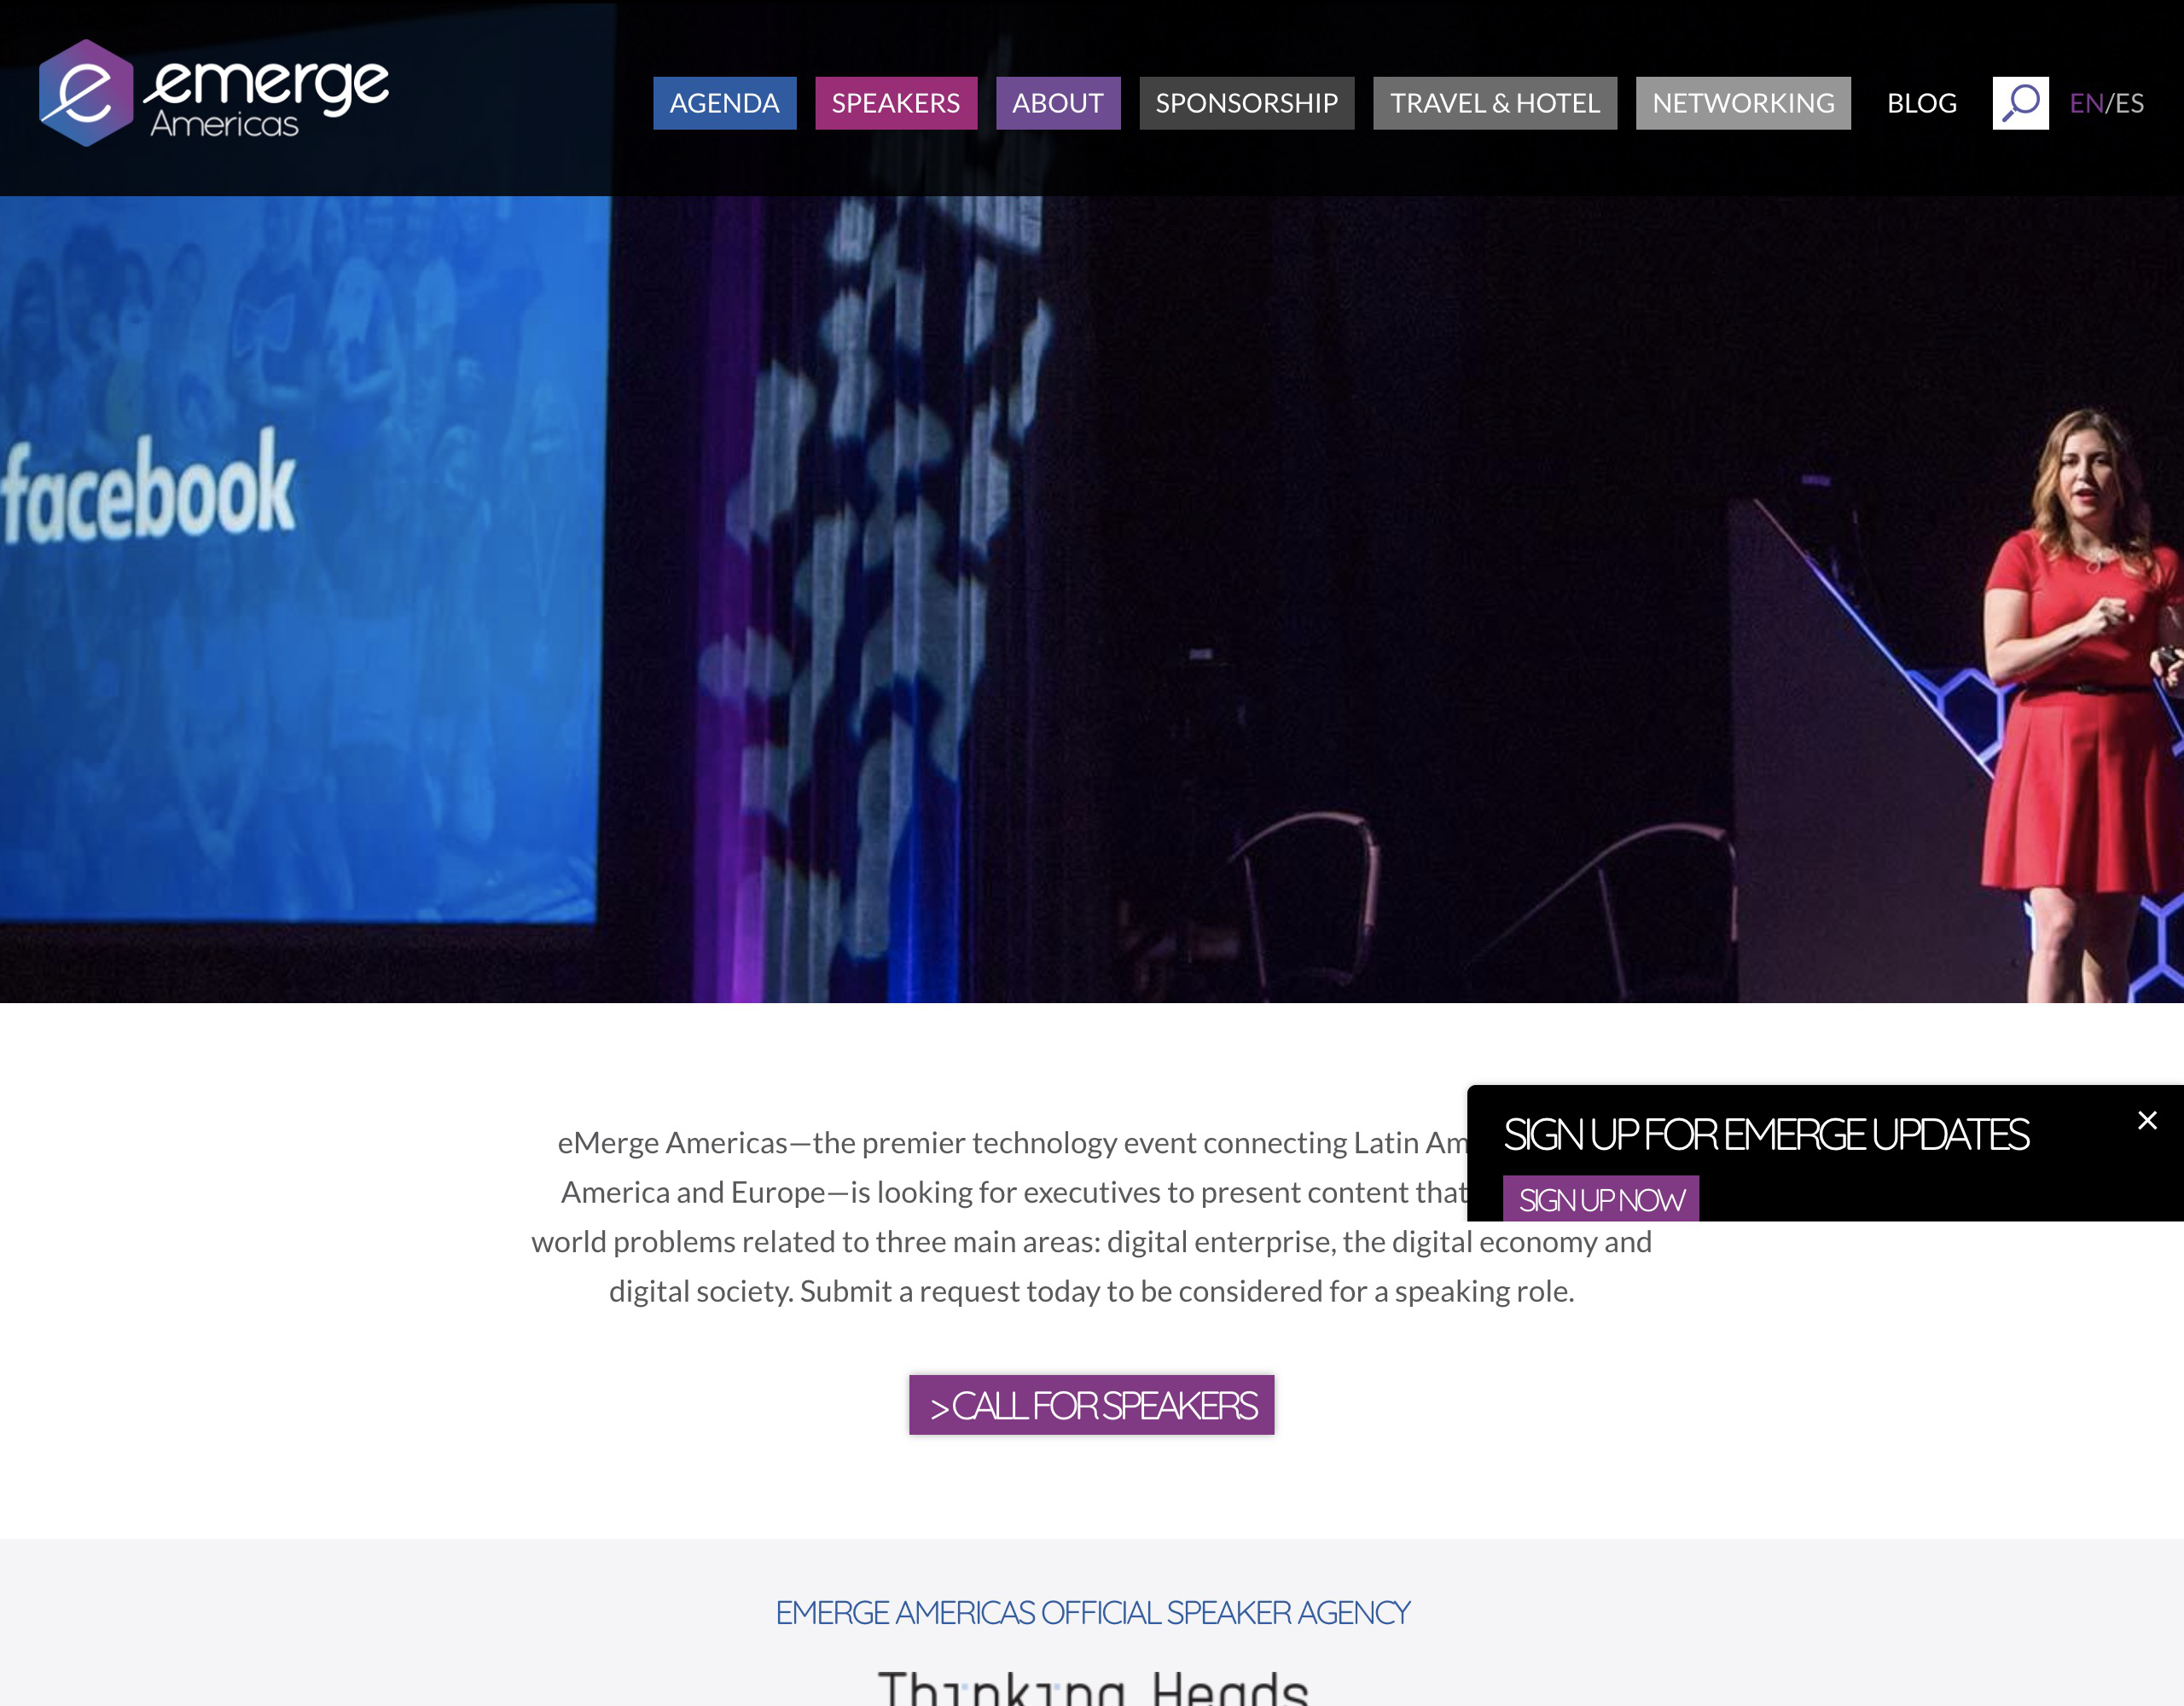 emerge
Americas
AGENDA
SPEAKERS
ABOUT
SPONSORSHIP
TRAVEL & HOTEL
NETWORKING
BLOG
EN/ES
facebook
eMerge Americas—the premier technology event connecting Latin Am
America and Europe—is looking for executives to present content that
world problems related to three main areas: digital enterprise, the digital economy and
digital society. Submit a request today to be considered for a speaking role.
SIGN UP FOR EMERGE UPDATES
×
SIGN UP NOW
> CALL FOR SPEAKERS
EMERGE AMERICAS OFFICIAL SPEAKER AGENCY
Thinking Heads